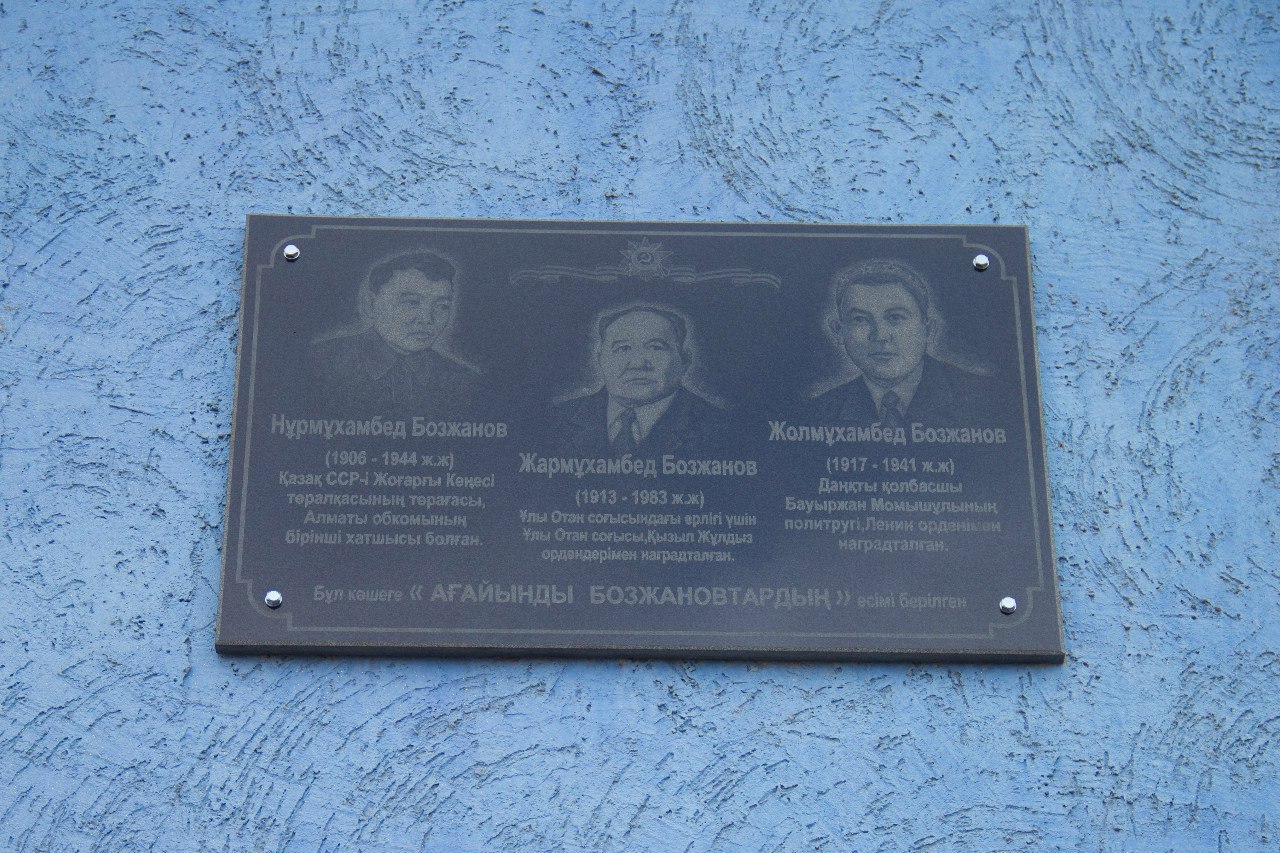 Нұрмұхамбед Бозжанов
(1906 - 1944 ж.ж)
Қазақ ССР-і Жоғарғы Кеңесі
төралқасының төрағасы,
Алматы обкомының
бірінші хатшысы болған.
Жармұхамбед Бозжанов
(1913 - 1983 ж.ж)
Ұлы Отан соғысындағы ерлігі үшін
Ұлы Отан соғысы,Қызыл Жұлдыз
ордендерімен наградталған.
Жолмұхамбед Бозжанов
(1917 - 1941 ж.ж)
Даңқты қолбасшы
Бауыржан Момышұлының
политругі,Ленин орденімен
наградталған.
Бұл көшеге « АҒАЙЫНДЫ БОЗЖАНОВТАРДЫҢ » есімі берілген